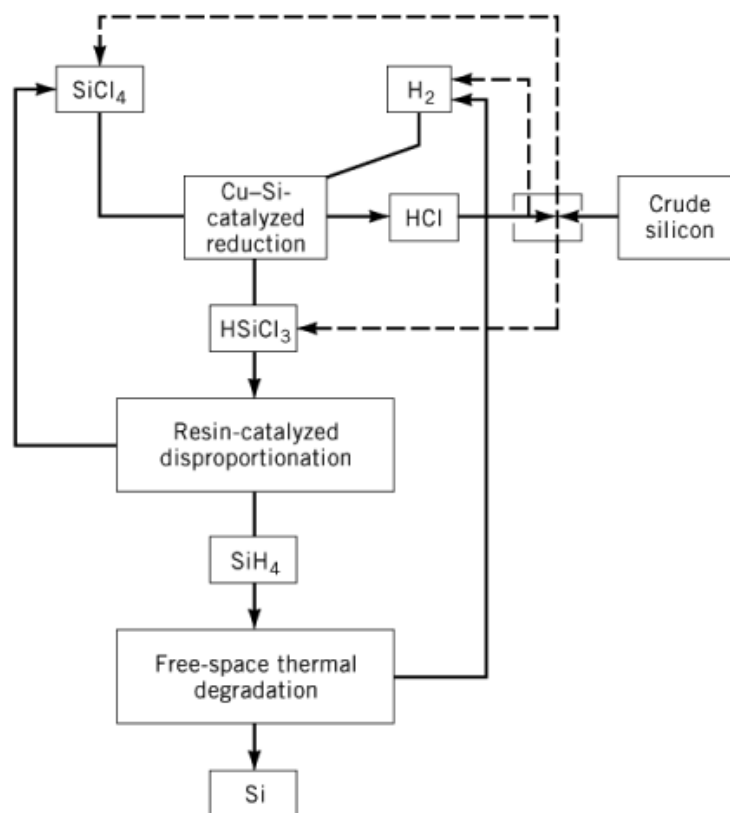 SiCl₄
H₂
Cu–Si-
catalyzed
reduction
HCl
Crude
silicon
HSiCl₃
Resin-catalyzed
disproportionation
SiH₄
Free-space thermal
degradation
Si